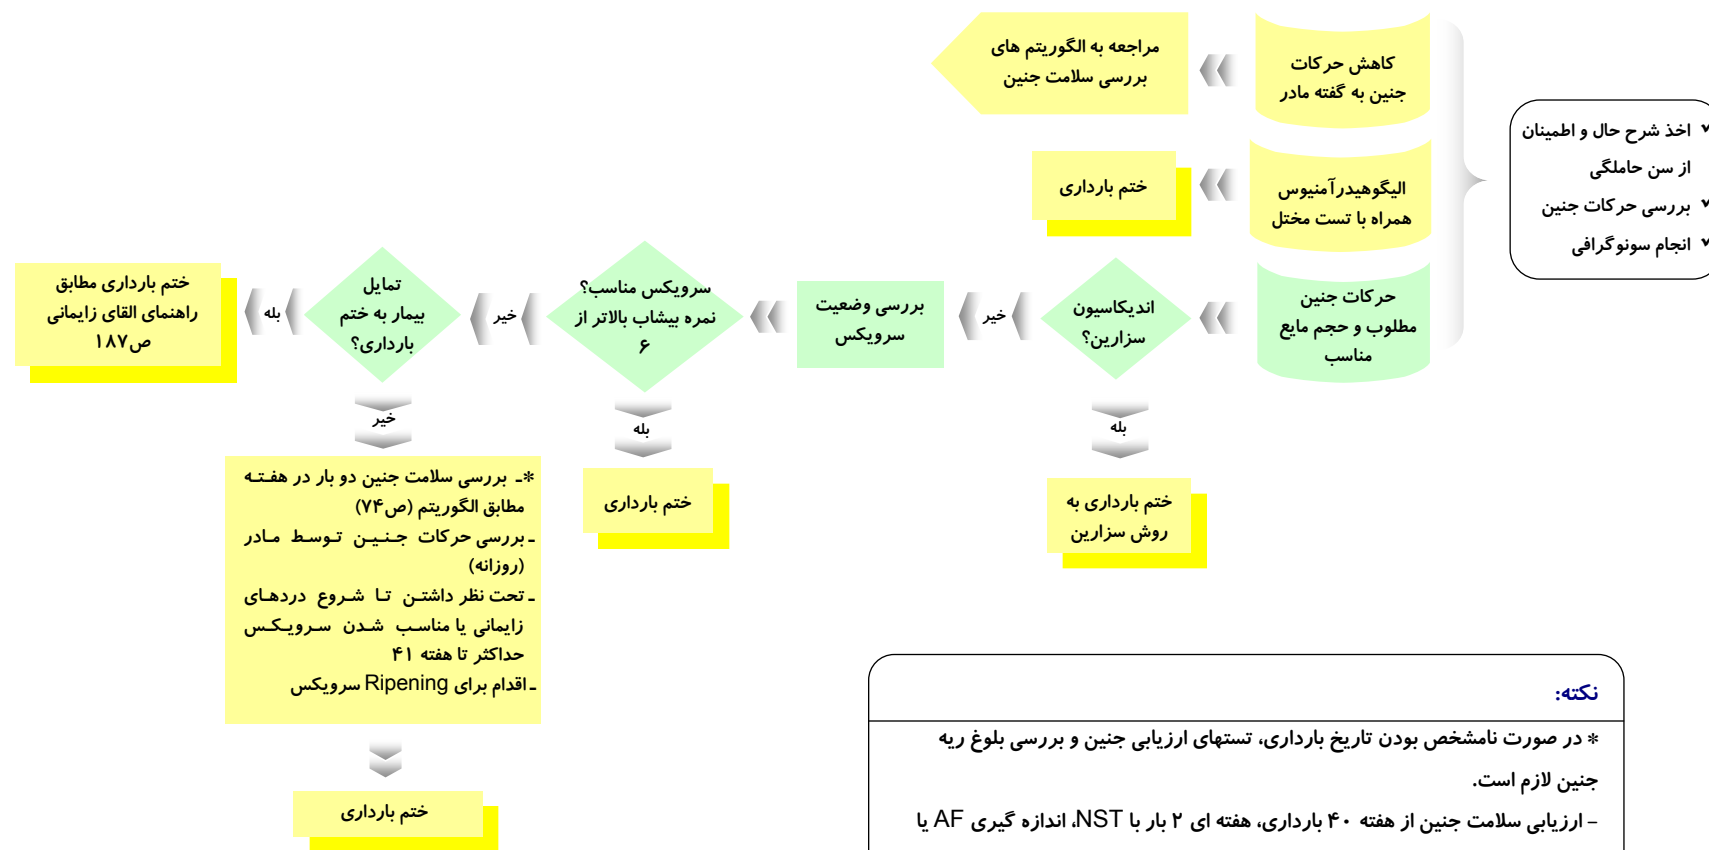 ✓ اخذ شرح حال و اطمینان
از سن حاملگی
✓ بررسی حرکات جنین
✓ انجام سونوگرافی
کاهش حرکات
جنین به گفته مادر
مراجعه به الگوریتم های
بررسی سلامت جنین
الیگوهیدرآمنیوس
همراه با تست مختل
ختم بارداری
حرکات جنین
مطلوب و حجم مایع
مناسب
اندیکاسیون
سزارین؟
بله
ختم بارداری به
روش سزارین
خیر
بررسی وضعیت
سرویکس
سرویکس مناسب؟
نمره بیشاب بالاتر از
۶
بله
ختم بارداری
خیر
تمایل
بیمار به ختم
بارداری؟
بله
ختم بارداری مطابق
راهنمای القای زایمانی
ص۱۸۷
خیر
*ـ بررسی سلامت جنین دو بار در هفته
مطابق الگوریتم (ص۷۴)
ـ بررسی حرکات جنین توسط مادر
(روزانه)
ـ تحت نظر داشتن تا شروع دردهای
زایمانی یا مناسب شدن سرویکس
حداکثر تا هفته ۴۱
ـ اقدام برای Ripening سرویکس
ختم بارداری
نکته:
* در صورت نامشخص بودن تاریخ بارداری، تستهای ارزیابی جنین و بررسی بلوغ ریه
جنین لازم است.
– ارزیابی سلامت جنین از هفته ۴۰ بارداری، هفته ای ۲ بار با NST، اندازه گیری AF یا